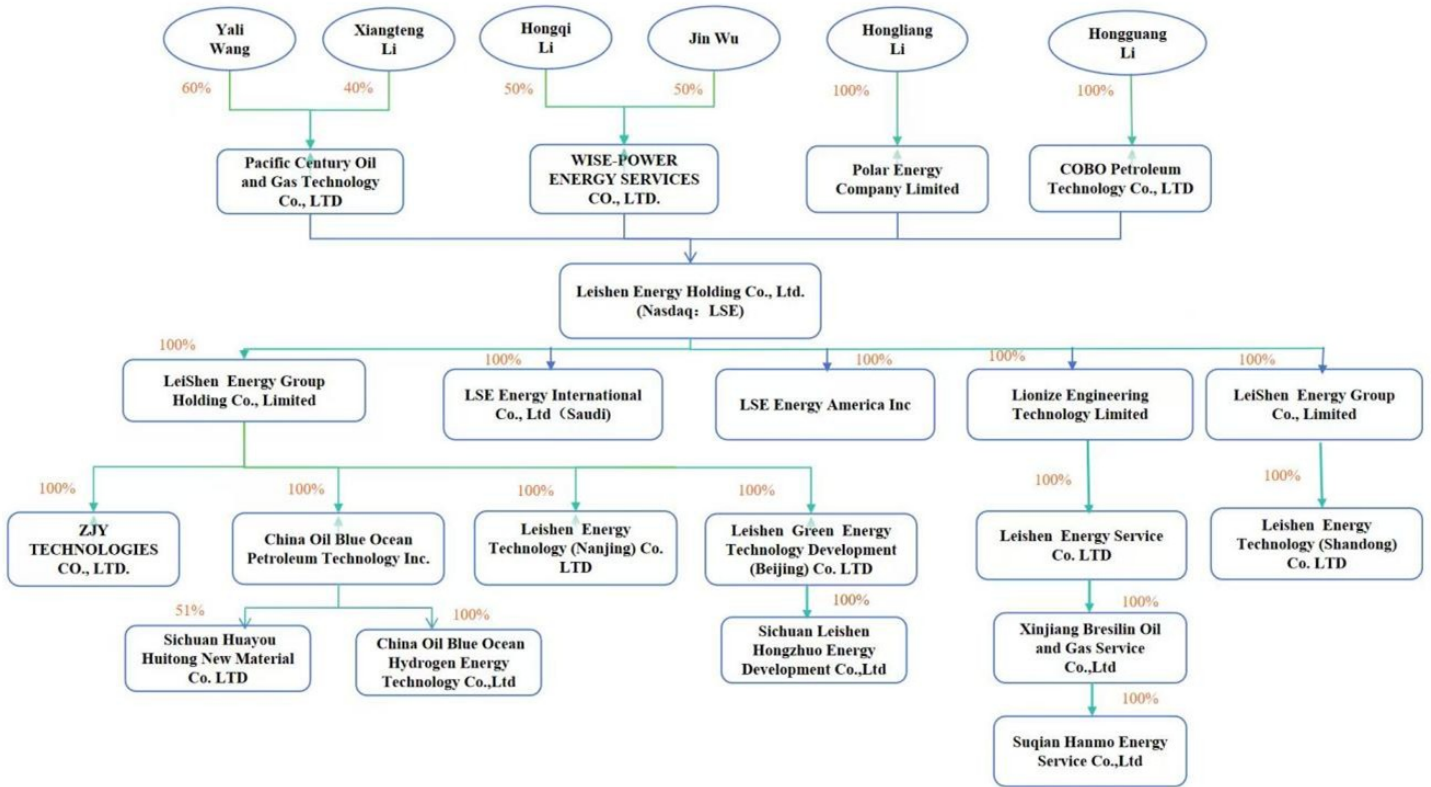 Yali
Wang
Xiangteng
Li
Hongqi
Li
Jin Wu
Hongliang
Li
Hongguang
Li
60%
40%
50%
50%
100%
100%
Pacific Century Oil
and Gas Technology
Co., LTD
WISE-POWER
ENERGY SERVICES
CO., LTD.
Polar Energy
Company Limited
COBO Petroleum
Technology Co., LTD
Leishen Energy Holding Co., Ltd.
(Nasdaq：LSE)
100%
100%
100%
100%
100%
LeiShen Energy Group
Holding Co., Limited
LSE Energy International
Co., Ltd（Saudi)
LSE Energy America Inc
Lionize Engineering
Technology Limited
LeiShen Energy Group
Co., Limited
100%
100%
100%
100%
100%
100%
ZJY
TECHNOLOGIES
CO., LTD.
China Oil Blue Ocean
Petroleum Technology Inc.
Leishen Energy
Technology (Nanjing) Co.
LTD
Leishen Green Energy
Technology Development
(Beijing) Co. LTD
Leishen Energy Service
Co. LTD
Leishen Energy
Technology (Shandong)
Co. LTD
51%
100%
100%
100%
Sichuan Huayou
Huitong New Material
Co. LTD
China Oil Blue Ocean
Hydrogen Energy
Technology Co.,Ltd
Sichuan Leishen
Hongzhuo Energy
Development Co.,Ltd
Xinjiang Bresilin Oil
and Gas Service
Co.,Ltd
100%
Suqian Hanmo Energy
Service Co.,Ltd